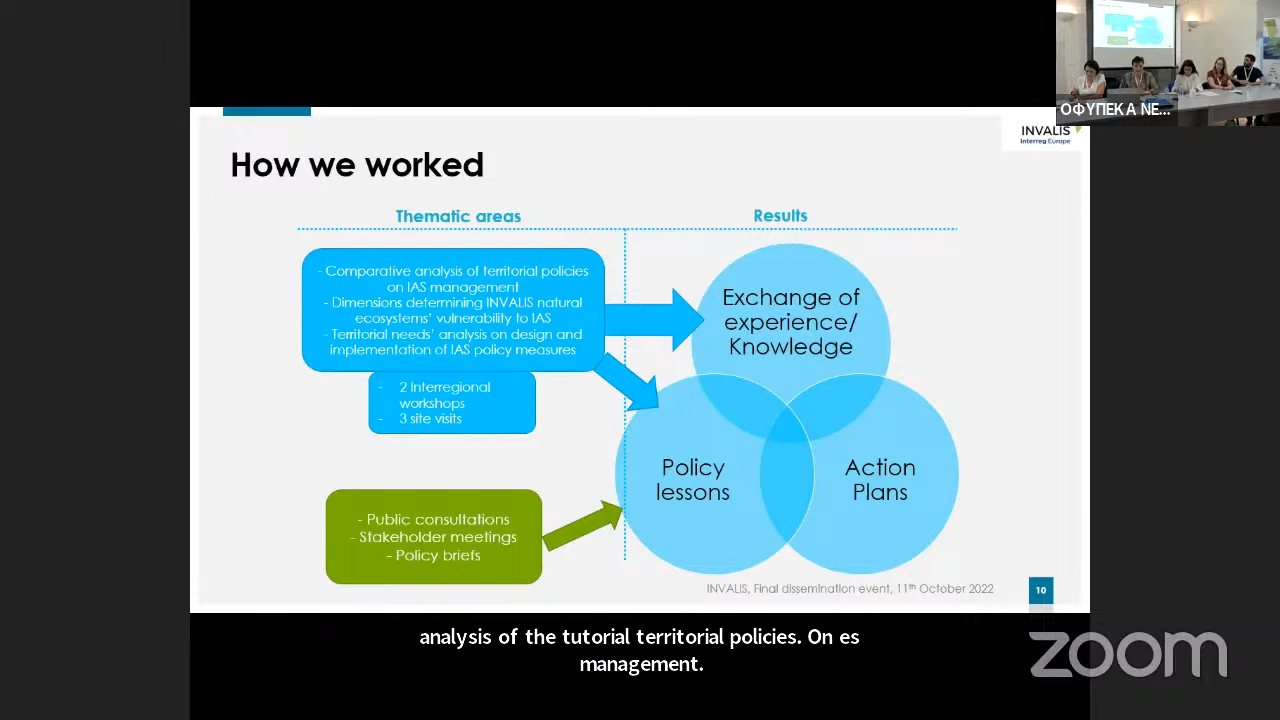 ΟΦΥΠΕΚΑ ΝΕ...
INVALIS
Interreg Europe
How we worked
Thematic areas
Results
- Comparative analysis of territorial policies
on IAS management
- Dimensions determining INVALIS natural
ecosystems' vulnerability to IAS
- Territorial needs' analysis on design and
implementation of IAS policy measures
- 2 Interregional
workshops
- 3 site visits
- Public consultations
- Stakeholder meetings
- Policy briefs
Exchange of
experience/
Knowledge
Policy
lessons
Action
Plans
INVALIS, Final dissemination event, 11th October 2022
10
analysis of the tutorial territorial policies. On es
management.
zoom